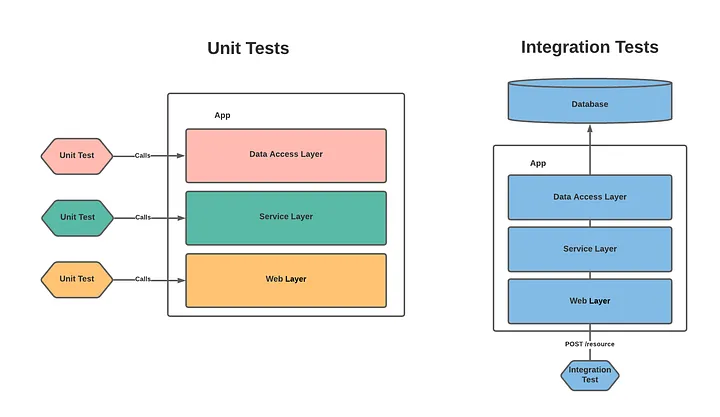 Unit Tests
App
Unit Test
Calls
Data Access Layer
Unit Test
Calls
Service Layer
Unit Test
Calls
Web Layer
Integration Tests
Database
App
Data Access Layer
Service Layer
Web Layer
POST /resource
Integration
Test